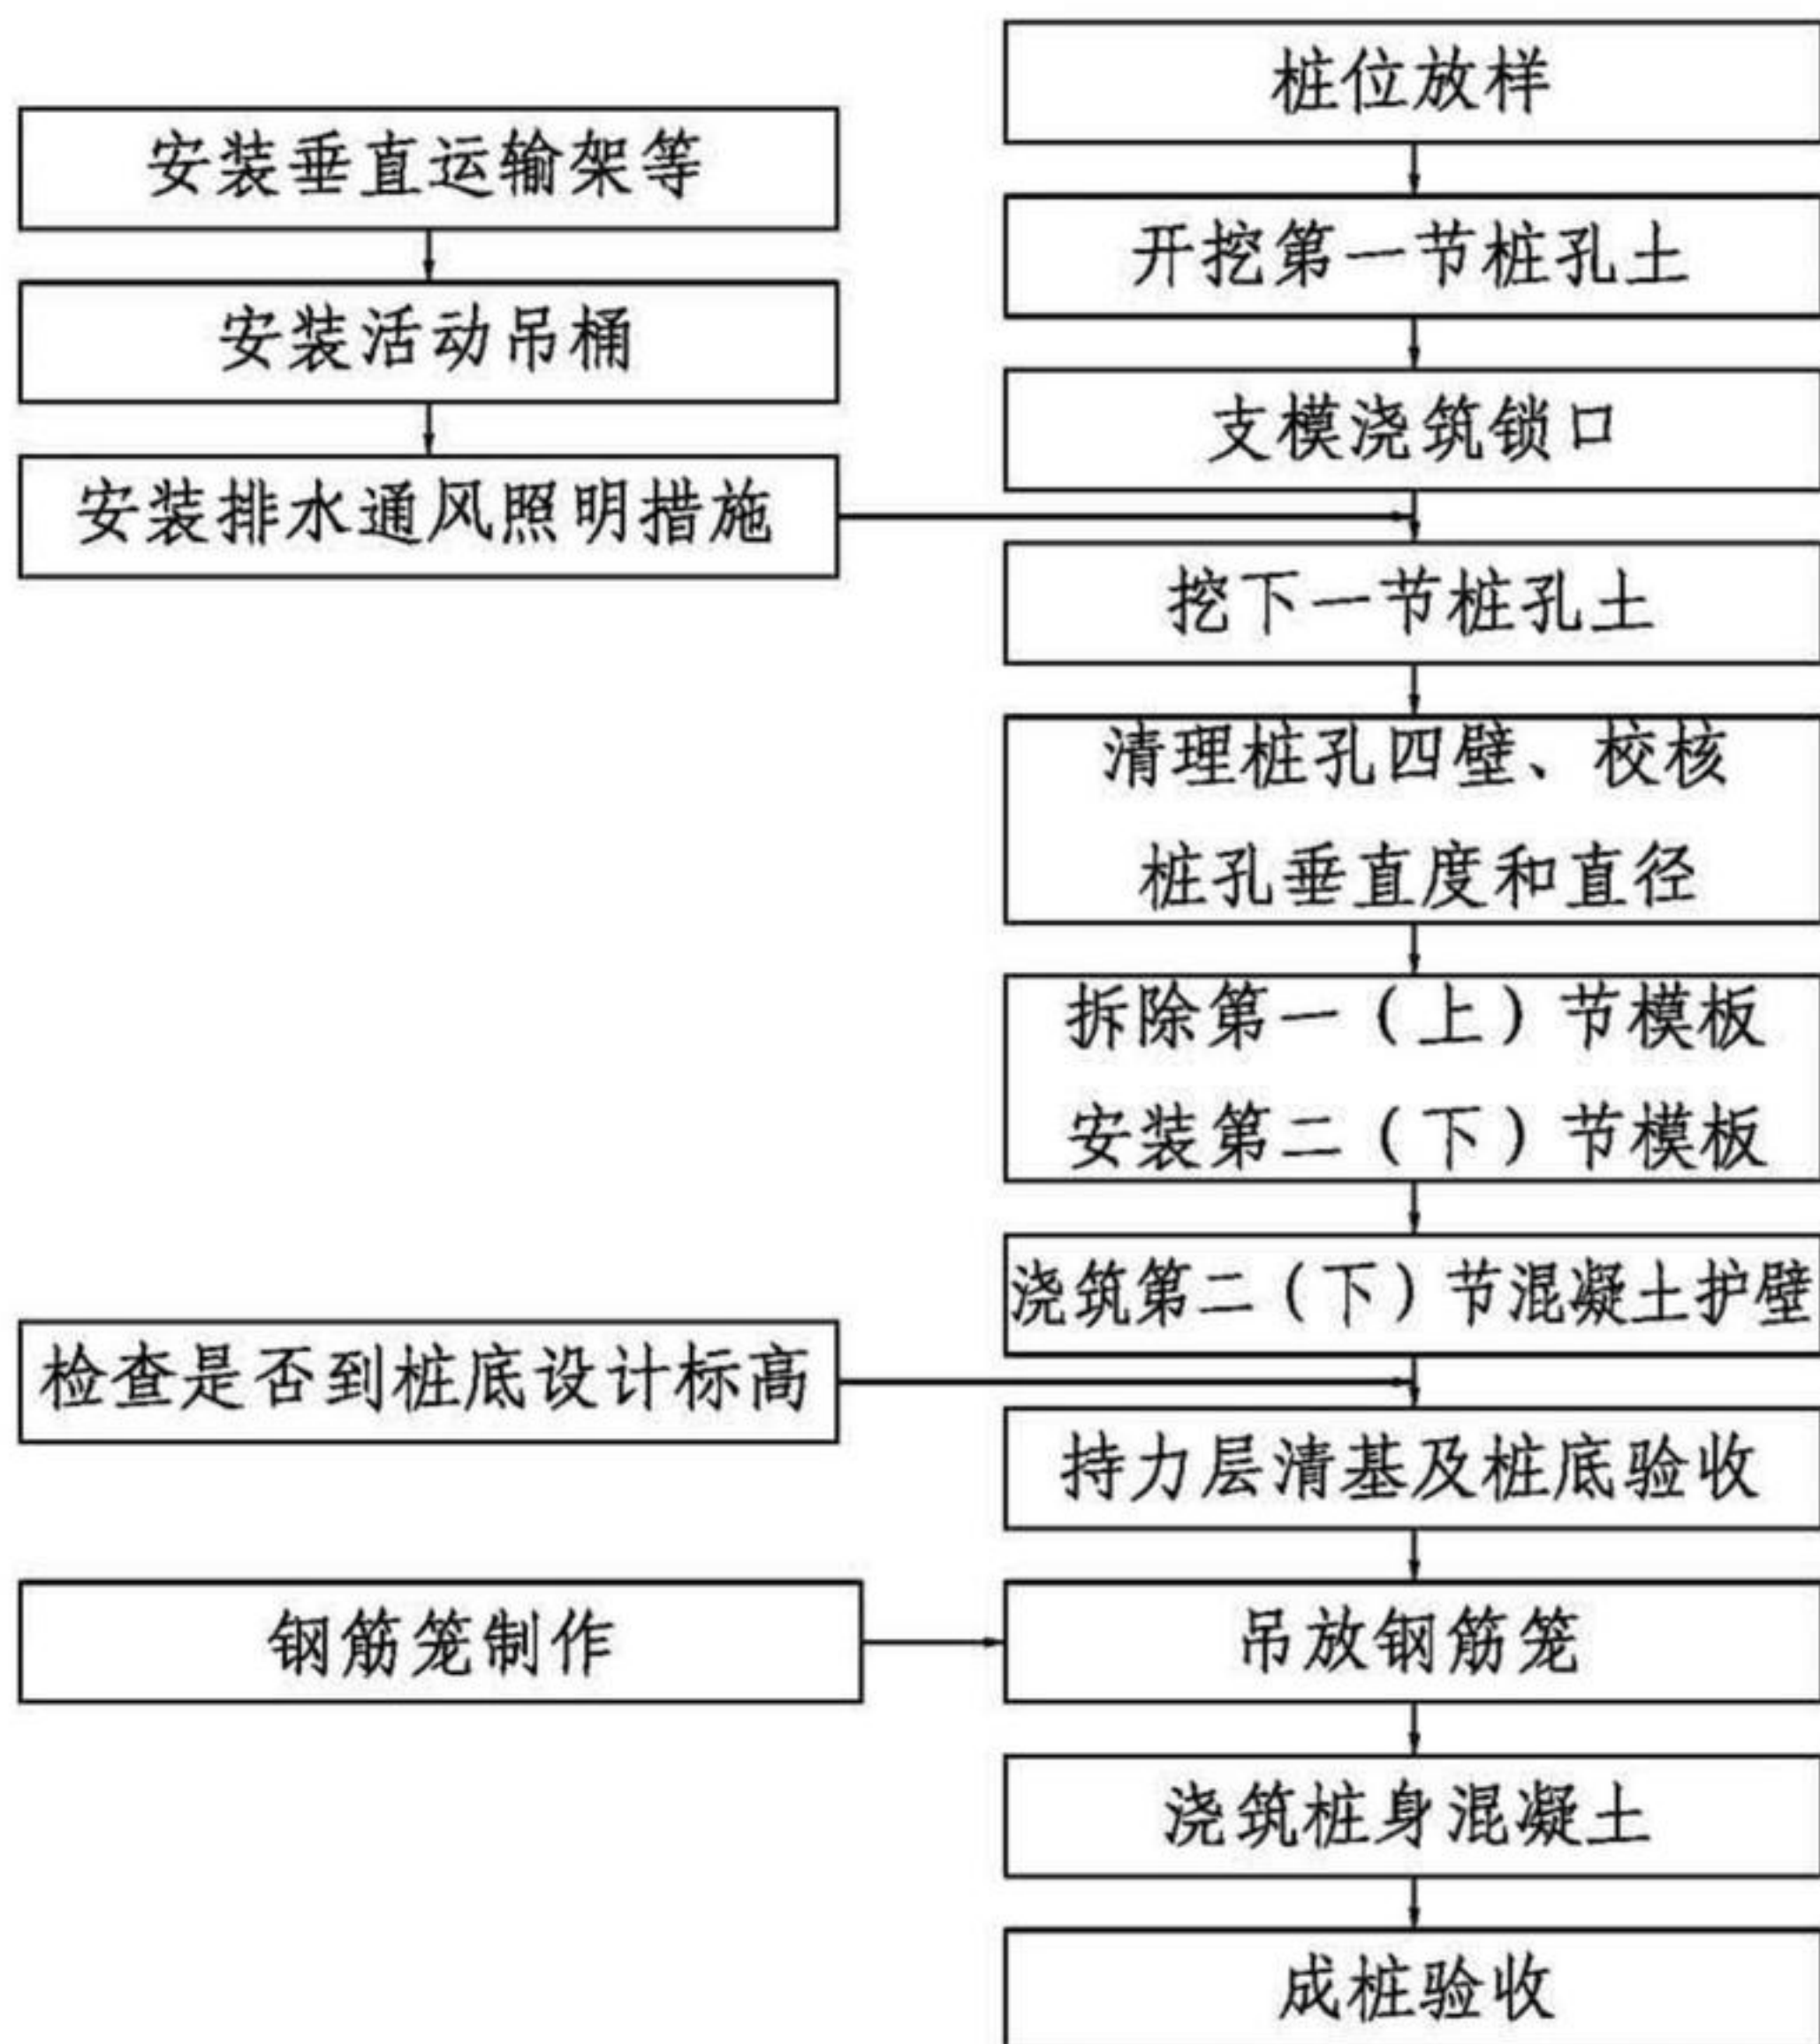 桩位放样
安装垂直运输架等
开挖第一节桩孔土
安装活动吊桶
支模浇筑锁口
安装排水通风照明措施
挖下一节桩孔土
清理桩孔四壁、校核
桩孔垂直度和直径
拆除第一（上）节模板
安装第二（下）节模板
浇筑第二（下）节混凝土护壁
检查是否到桩底设计标高
持力层清基及桩底验收
钢筋笼制作
吊放钢筋笼
浇筑桩身混凝土
成桩验收